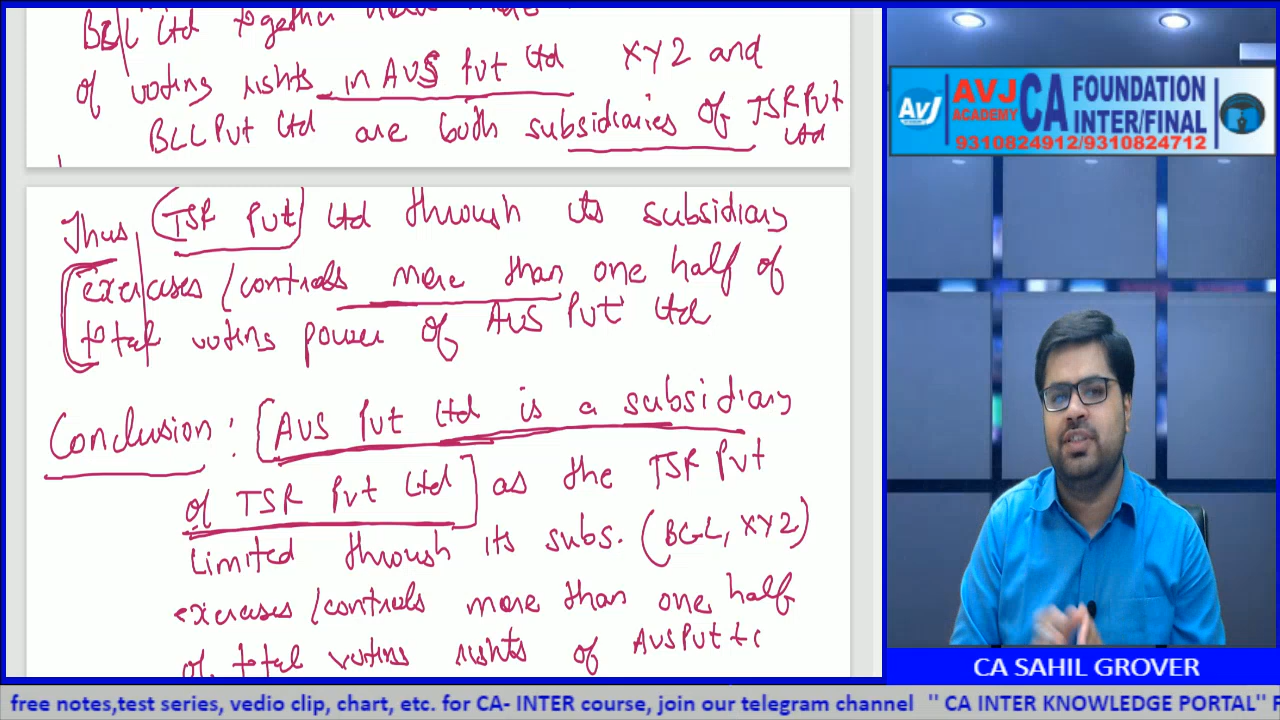 BCL Ltd together
of voting rights in AVS Pvt Ltd XYZ and
BCL Pvt Ltd are both subsidiaries of TSR Pvt
Ltd
Thus, TSR Pvt Ltd through its subsidiary
exercises / controls more than one half of
total voting power of AVS Pvt Ltd
Conclusion : [AVS Pvt Ltd is a subsidiary
of TSR Pvt Ltd] as the TSR Pvt
Limited through its subs. (BGL, XYZ)
exercises / controls more than one half
of total voting rights of AVS Pvt
AVJ
AVJ
ACADEMY
CA
FOUNDATION
INTER/FINAL
9310824912/9310824712
CA SAHIL GROVER
free notes,test series, vedio clip, chart, etc. for CA- INTER course, join our telegram channel " CA INTER KNOWLEDGE PORTAL"